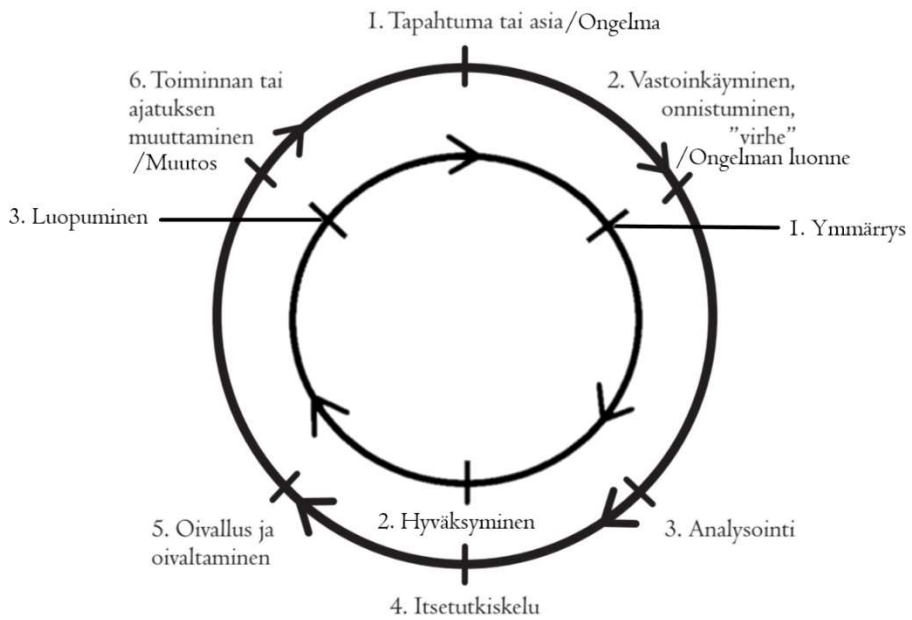 1. Tapahtuma tai asia/Ongelma
2. Vastoinkäyminen,
onnistuminen,
"virhe"
/Ongelman luonne
6. Toiminnan tai
ajatuksen
muuttaminen
/Muutos
3. Luopuminen
1. Ymmärrys
2. Hyväksyminen
5. Oivallus ja
oivaltaminen
3. Analysointi
4. Itsetutkiskelu